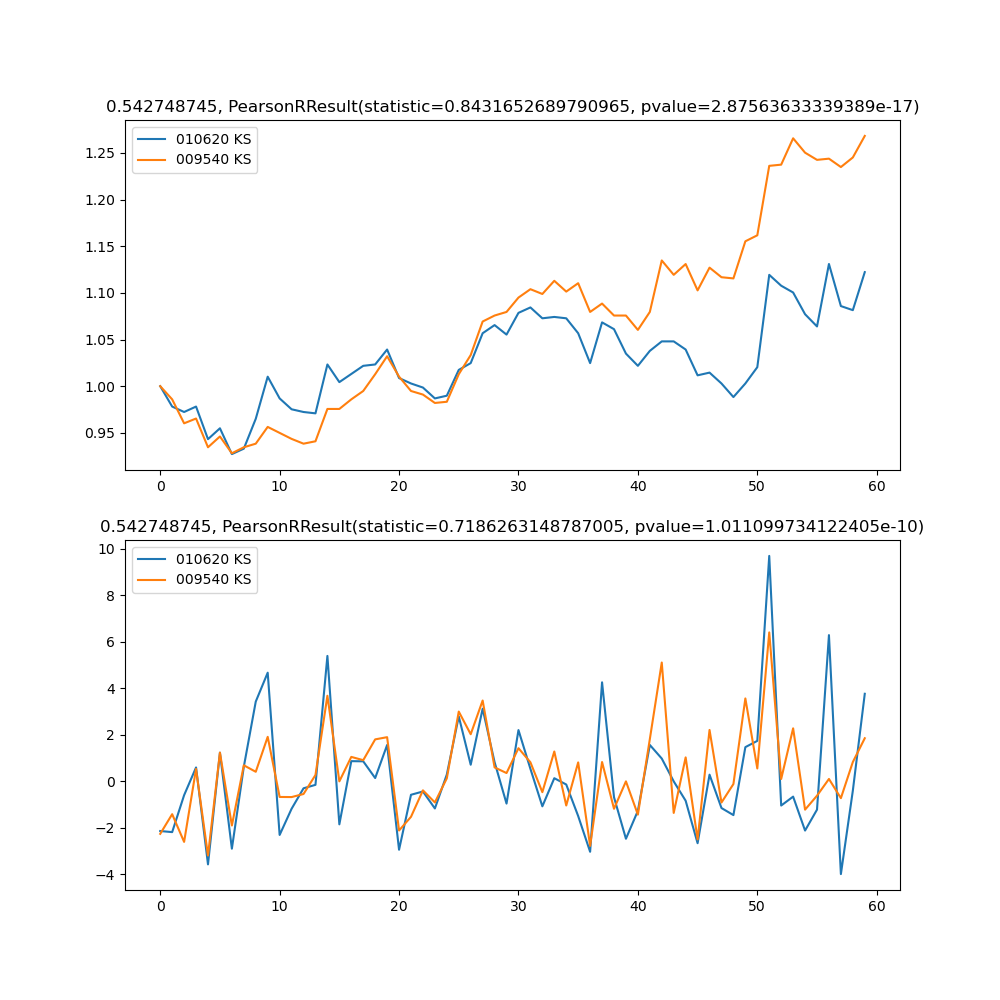 0.542748745, PearsonRResult(statistic=0.8431652689790965, pvalue=2.87563633339389e-17)
010620 KS
009540 KS
1.25
1.20
1.15
1.10
1.05
1.00
0.95
0 10 20 30 40 50 60
0.542748745, PearsonRResult(statistic=0.7186263148787005, pvalue=1.011099734122405e-10)
010620 KS
009540 KS
10
8
6
4
2
0
−2
−4
0 10 20 30 40 50 60